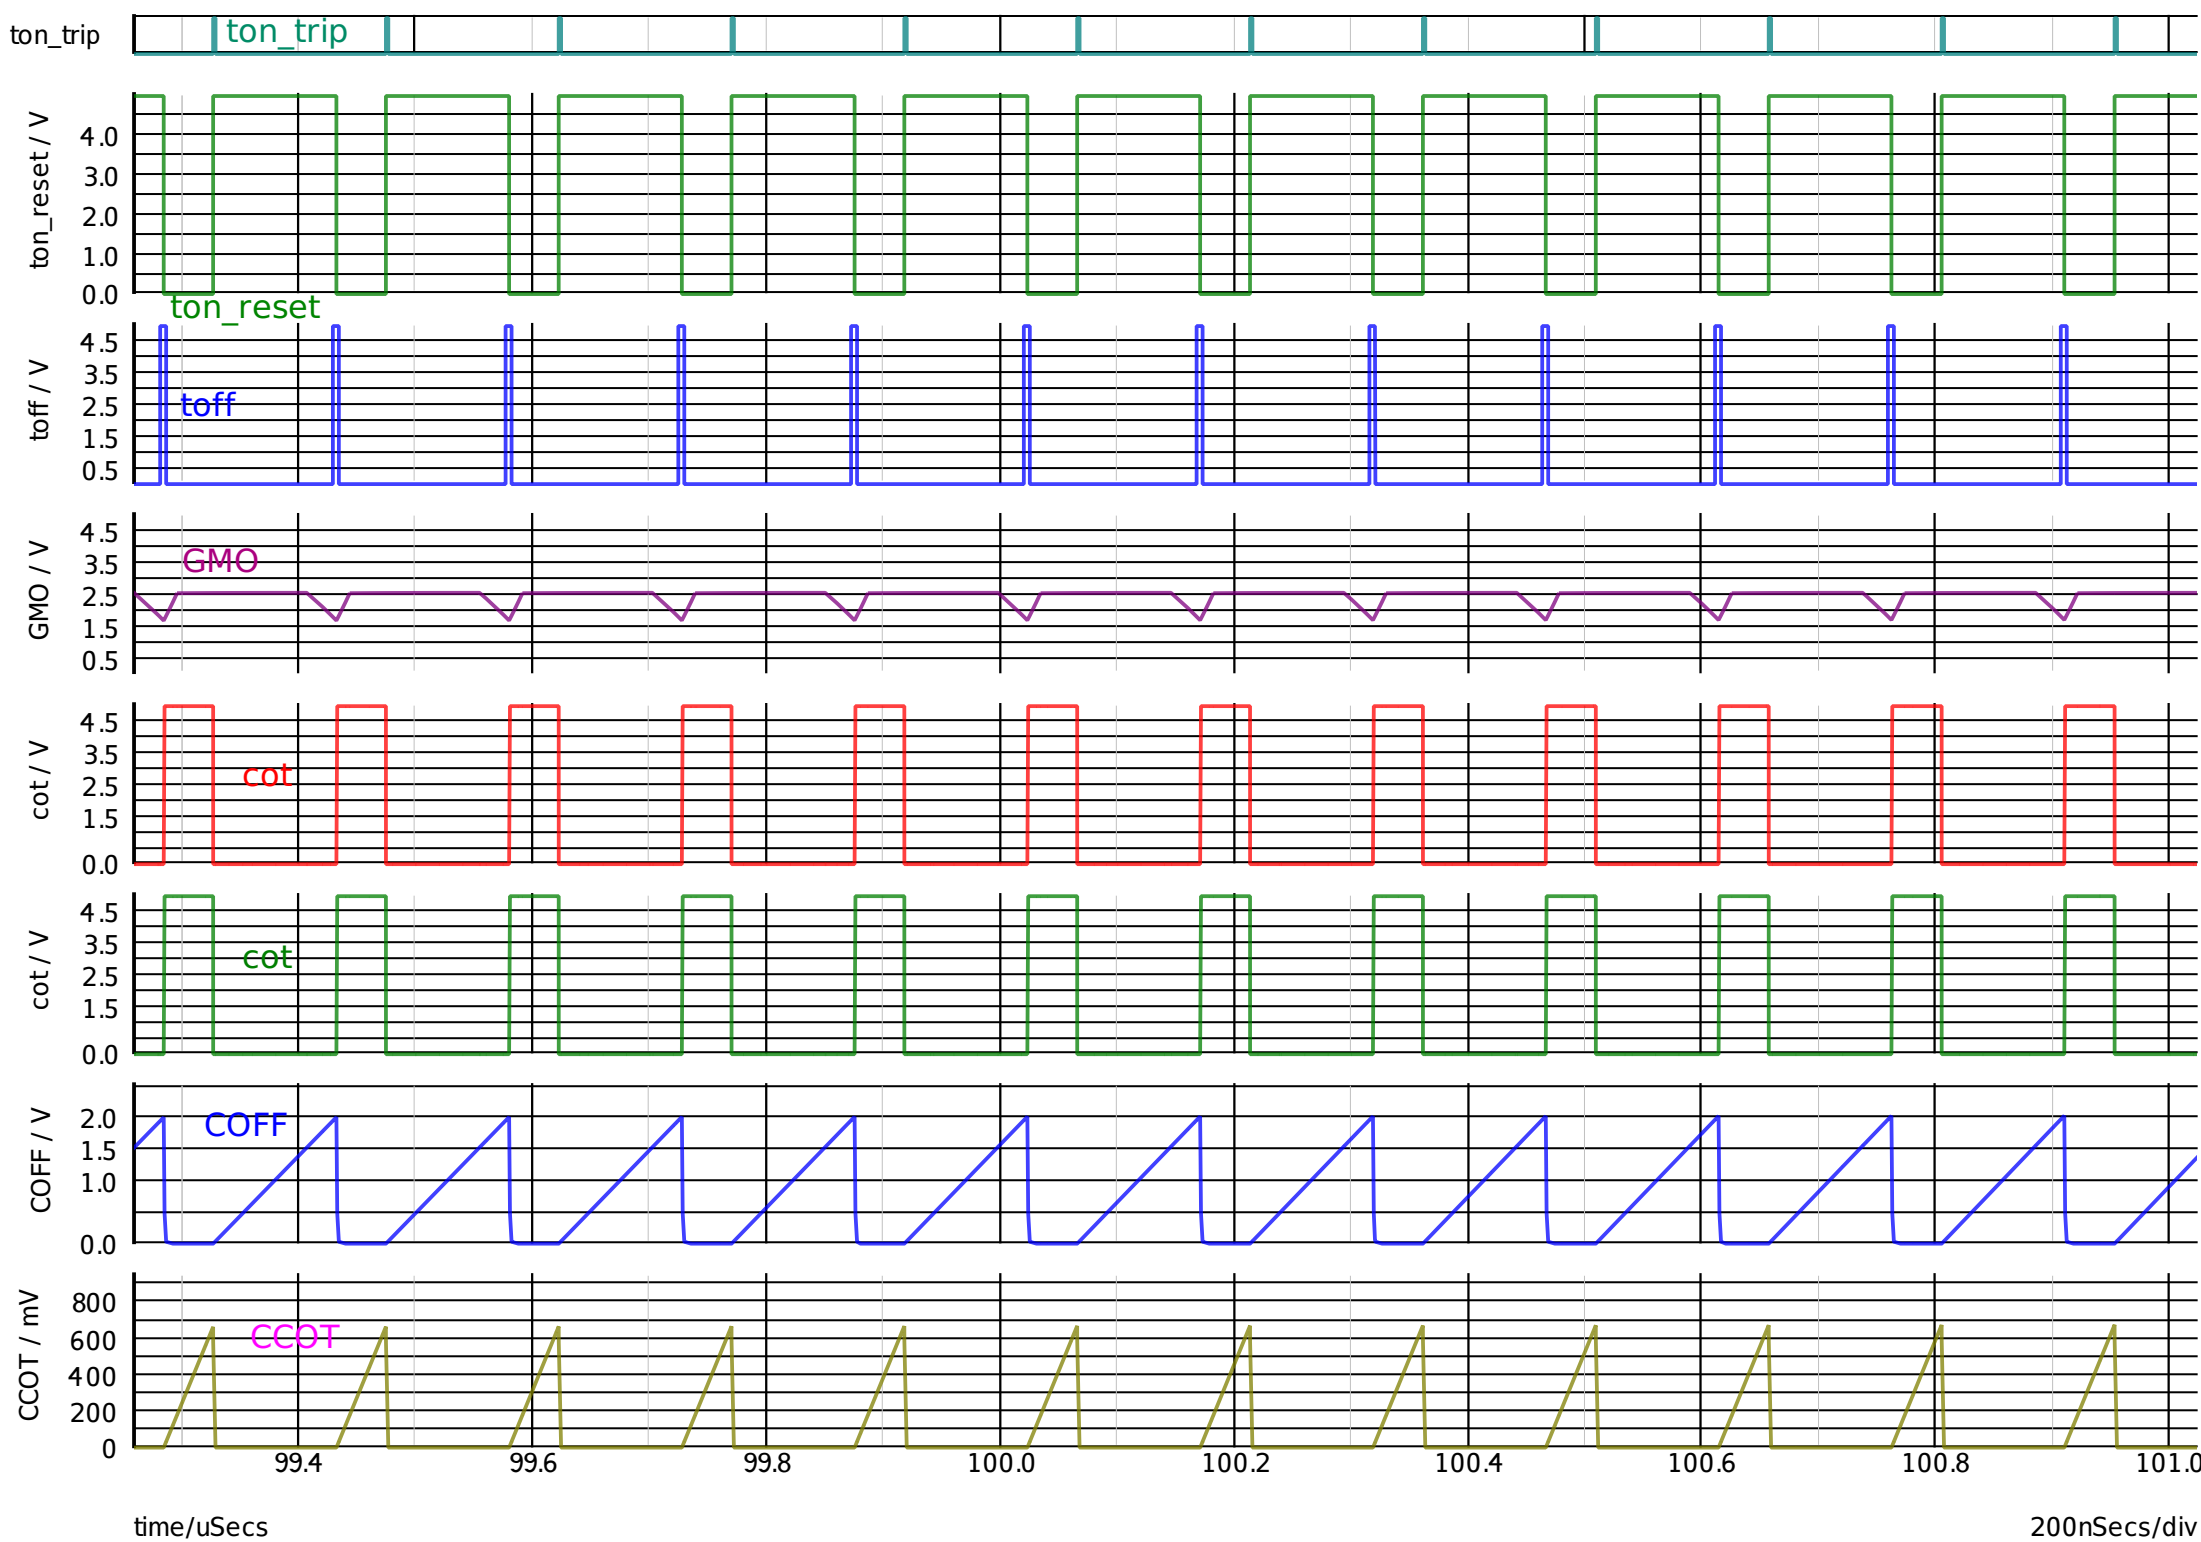 ton_trip
ton_trip
ton_reset / V
4.0
3.0
2.0
1.0
0.0
ton_reset
toff / V
4.5
3.5
2.5
1.5
0.5
toff
GMO / V
4.5
3.5
2.5
1.5
0.5
GMO
cot / V
4.5
3.5
2.5
1.5
0.0
cot
cot / V
4.5
3.5
2.5
1.5
0.0
cot
COFF / V
2.0
1.5
1.0
0.0
COFF
CCOT / mV
800
600
400
200
0
CCOT
99.4 99.6 99.8 100.0 100.2 100.4 100.6 100.8 101.0
time/uSecs 200nSecs/div